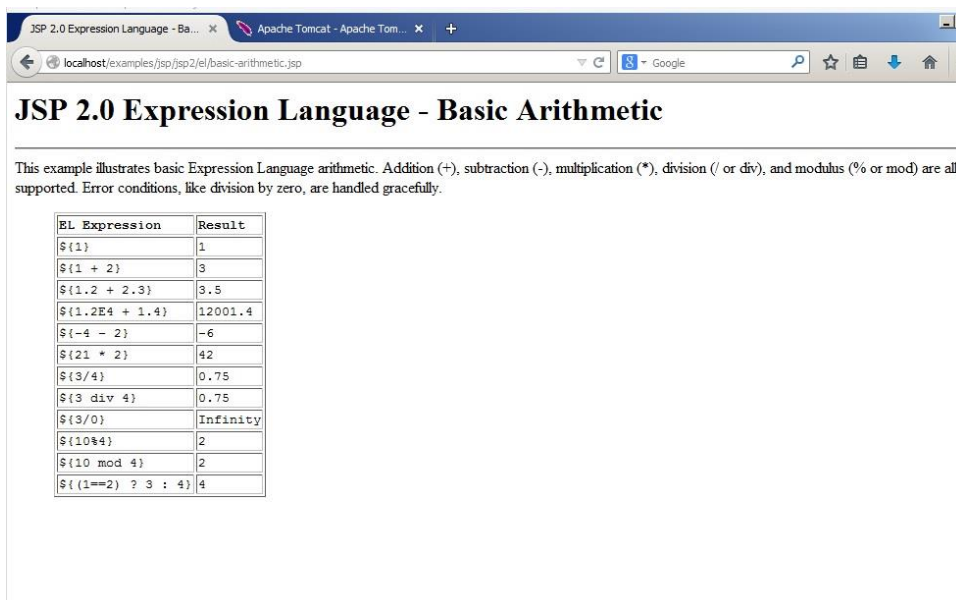 JSP 2.0 Expression Language - Ba...
Apache Tomcat - Apache Tom...
localhost/examples/jsp/jsp2/el/basic-arithmetic.jsp
Google
JSP 2.0 Expression Language - Basic Arithmetic
This example illustrates basic Expression Language arithmetic. Addition (+), subtraction (-), multiplication (*), division (/ or div), and modulus (% or mod) are all
supported. Error conditions, like division by zero, are handled gracefully.
EL Expression Result
${1} 1
${1 + 2} 3
${1.2 + 2.3} 3.5
${1.2E4 + 1.4} 12001.4
${-4 - 2} -6
${21 * 2} 42
${3/4} 0.75
${3 div 4} 0.75
${3/0} Infinity
${10%4} 2
${10 mod 4} 2
${(1==2) ? 3 : 4} 4